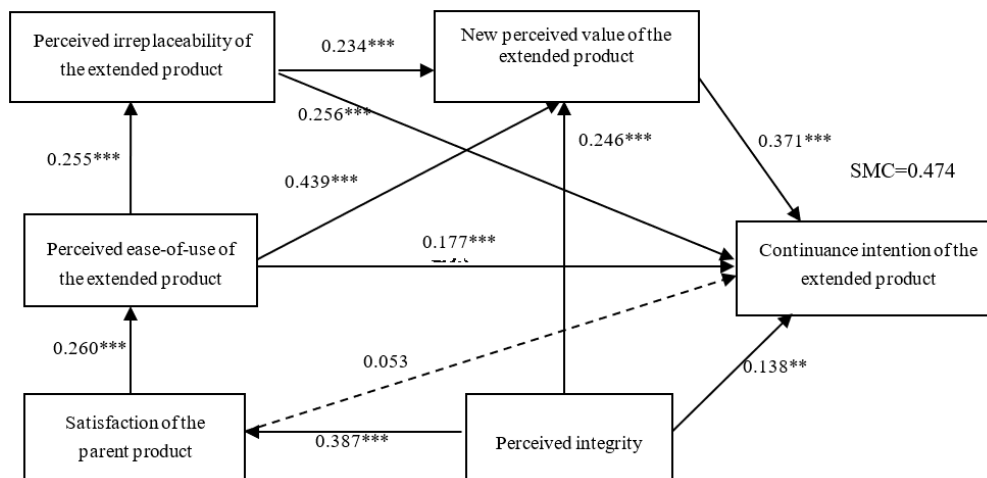 Perceived irreplaceability of
the extended product
0.234***
New perceived value of the
extended product
0.256***
0.246***
0.371***
SMC=0.474
0.255***
0.439***
Perceived ease-of-use of
the extended product
0.177***
Continuance intention of the
extended product
0.260***
0.053
0.138**
Satisfaction of the
parent product
0.387***
Perceived integrity